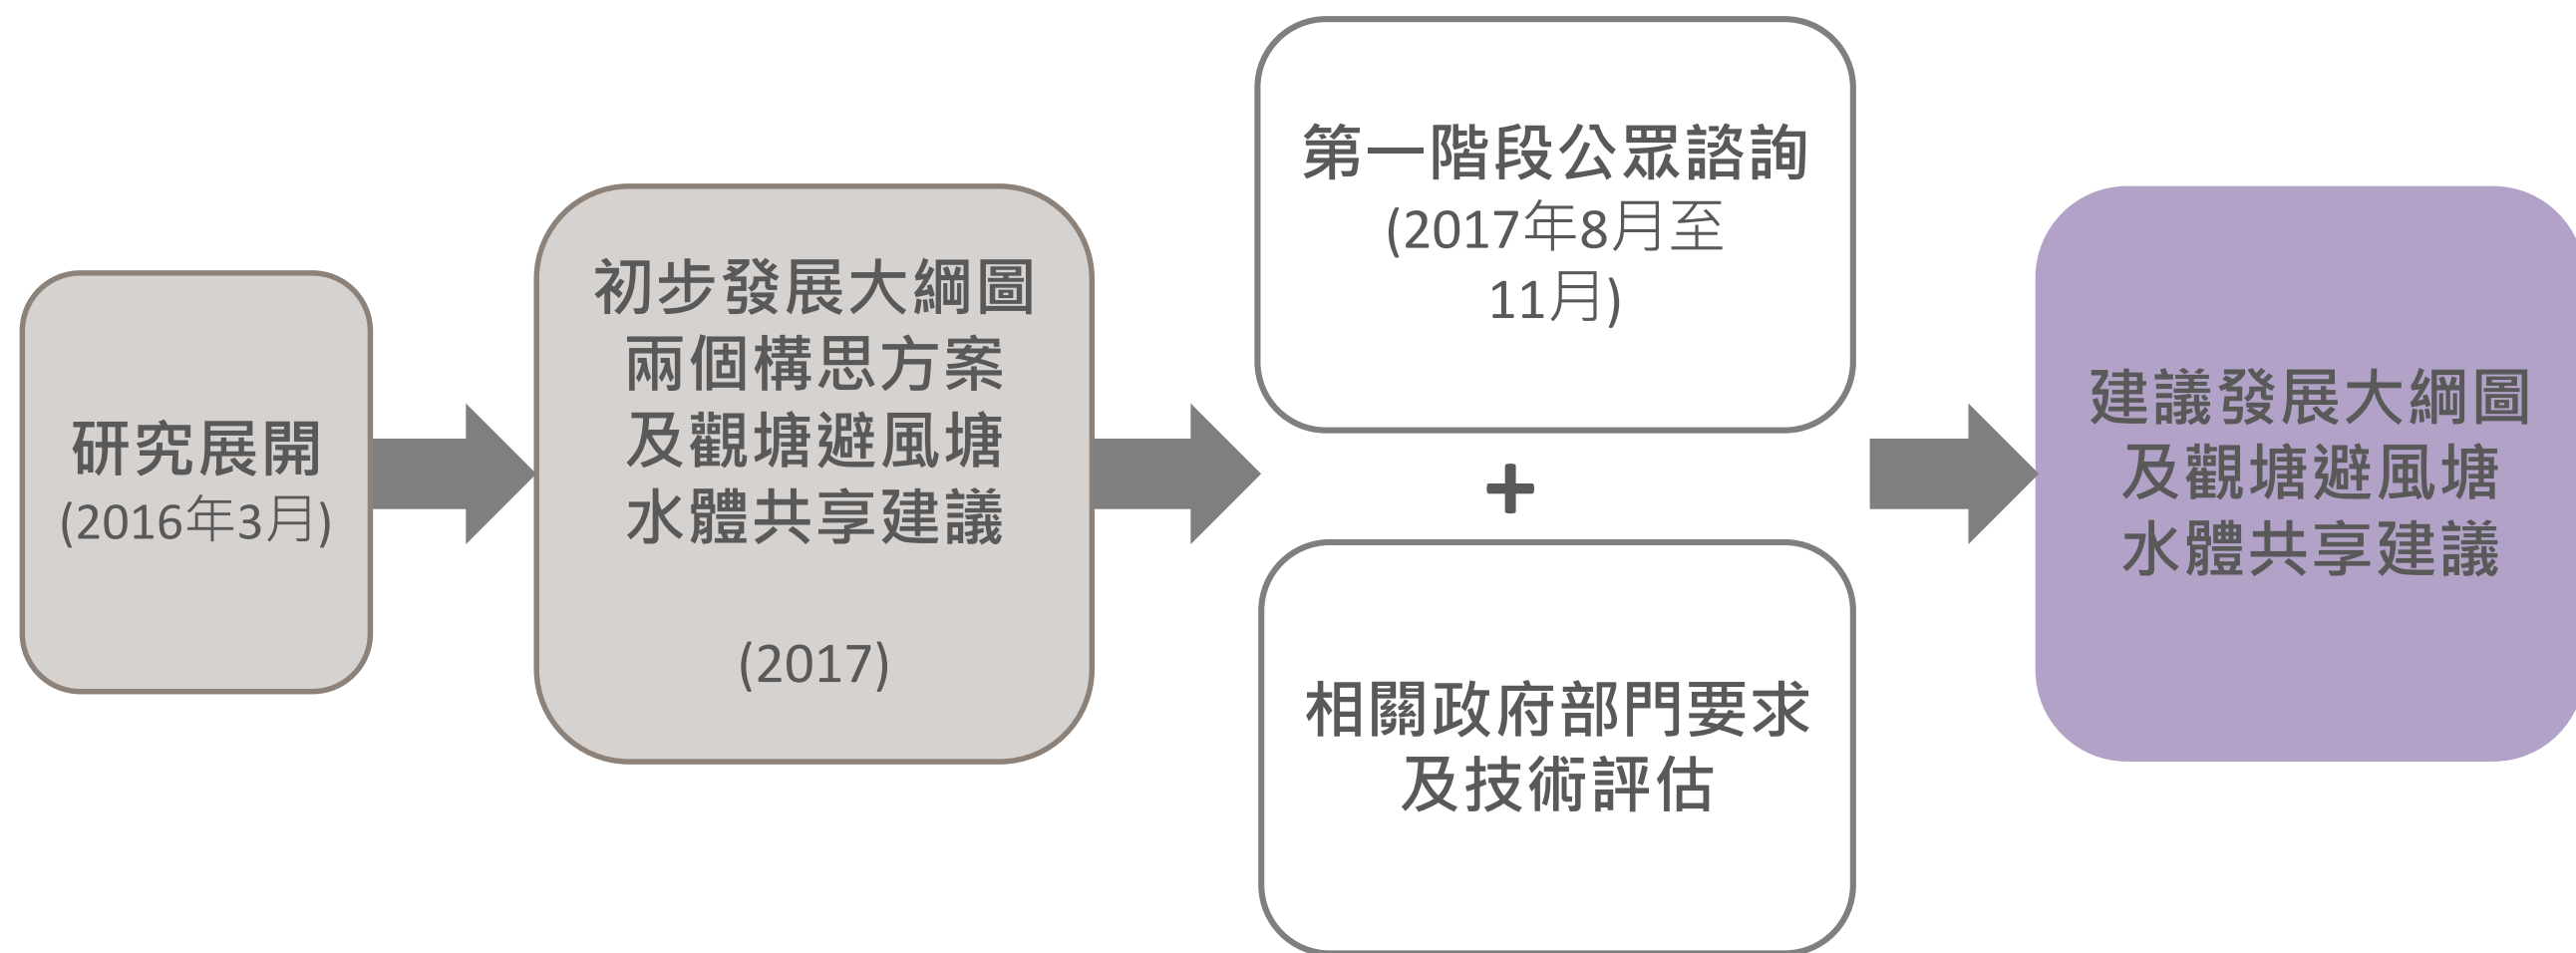 研究展開
(2016年3月)
初步發展大綱圖
兩個構思方案
及觀塘避風塘
水體共享建議
(2017)
第一階段公眾諮詢
(2017年8月至
11月)
+
相關政府部門要求
及技術評估
建議發展大綱圖
及觀塘避風塘
水體共享建議